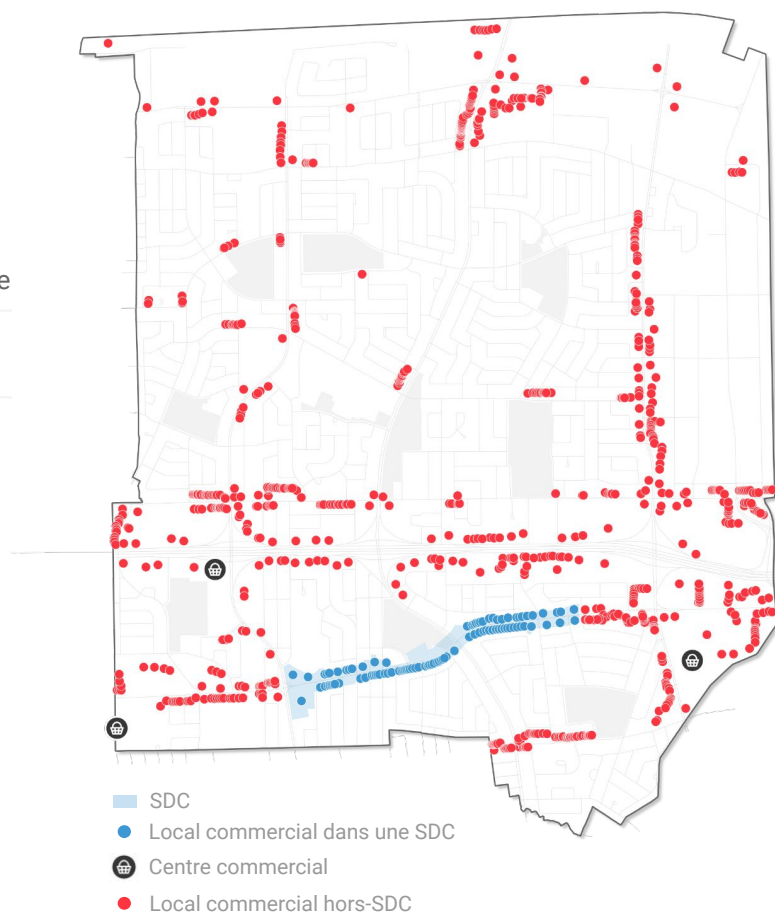 e
SDC
Local commercial dans une SDC
Centre commercial
Local commercial hors-SDC